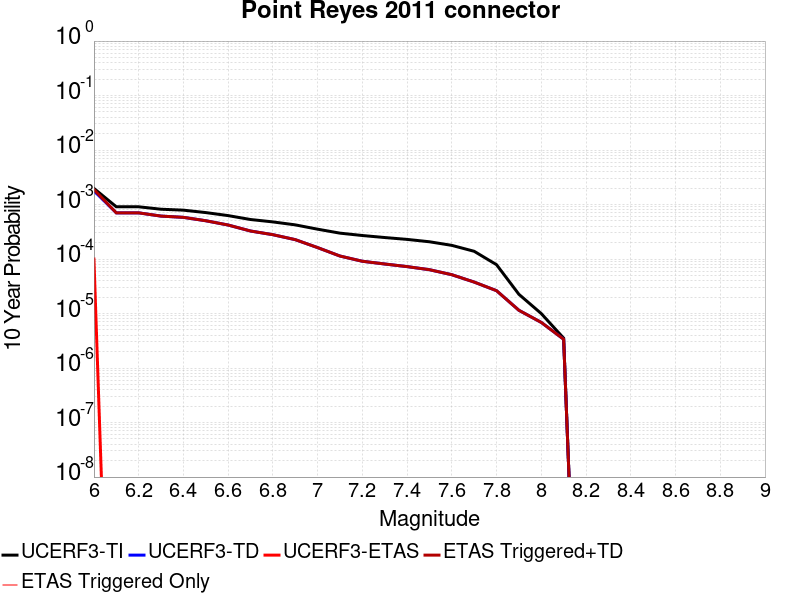 Point Reyes 2011 connector
10 0
10 -1
10 -2
10 -3
10 -4
10 -5
10 -6
10 -7
10 -8
10 Year Probability
6 6.2 6.4 6.6 6.8 7 7.2 7.4 7.6 7.8 8 8.2 8.4 8.6 8.8 9
Magnitude
UCERF3-TI UCERF3-TD UCERF3-ETAS ETAS Triggered+TD
ETAS Triggered Only